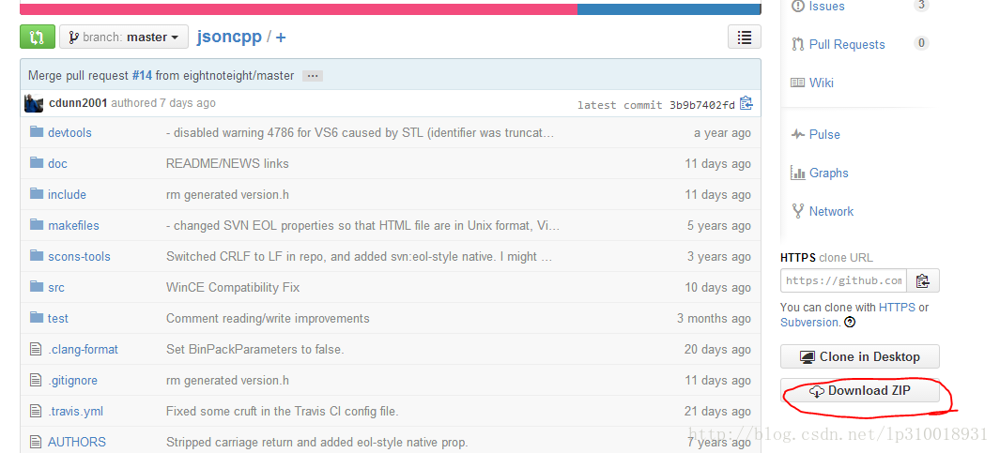 branch: master
jsoncpp / +
Merge pull request #14 from eightnoteight/master ...
cdunn2001 authored 7 days ago
latest commit 3b9b7402fd
devtools - disabled warning 4786 for VS6 caused by STL (identifier was truncat… a year ago
doc README/NEWS links 11 days ago
include rm generated version.h 11 days ago
makefiles - changed SVN EOL properties so that HTML file are in Unix format, Vi… 5 years ago
scons-tools Switched CRLF to LF in repo, and added svn:eol-style native. I might … 3 years ago
src WinCE Compatibility Fix 10 days ago
test Comment reading/write improvements 3 months ago
.clang-format Set BinPackParameters to false. 20 days ago
.gitignore rm generated version.h 11 days ago
.travis.yml Fixed some cruft in the Travis CI config file. 21 days ago
AUTHORS Stripped carriage return and added eol-style native prop. 7 years ago
Issues 3
Pull Requests 0
Wiki
Pulse
Graphs
Network
HTTPS clone URL
https://github.com
You can clone with HTTPS or
Subversion.
Clone in Desktop
Download ZIP
http://blog.csdn.net/lp310018931